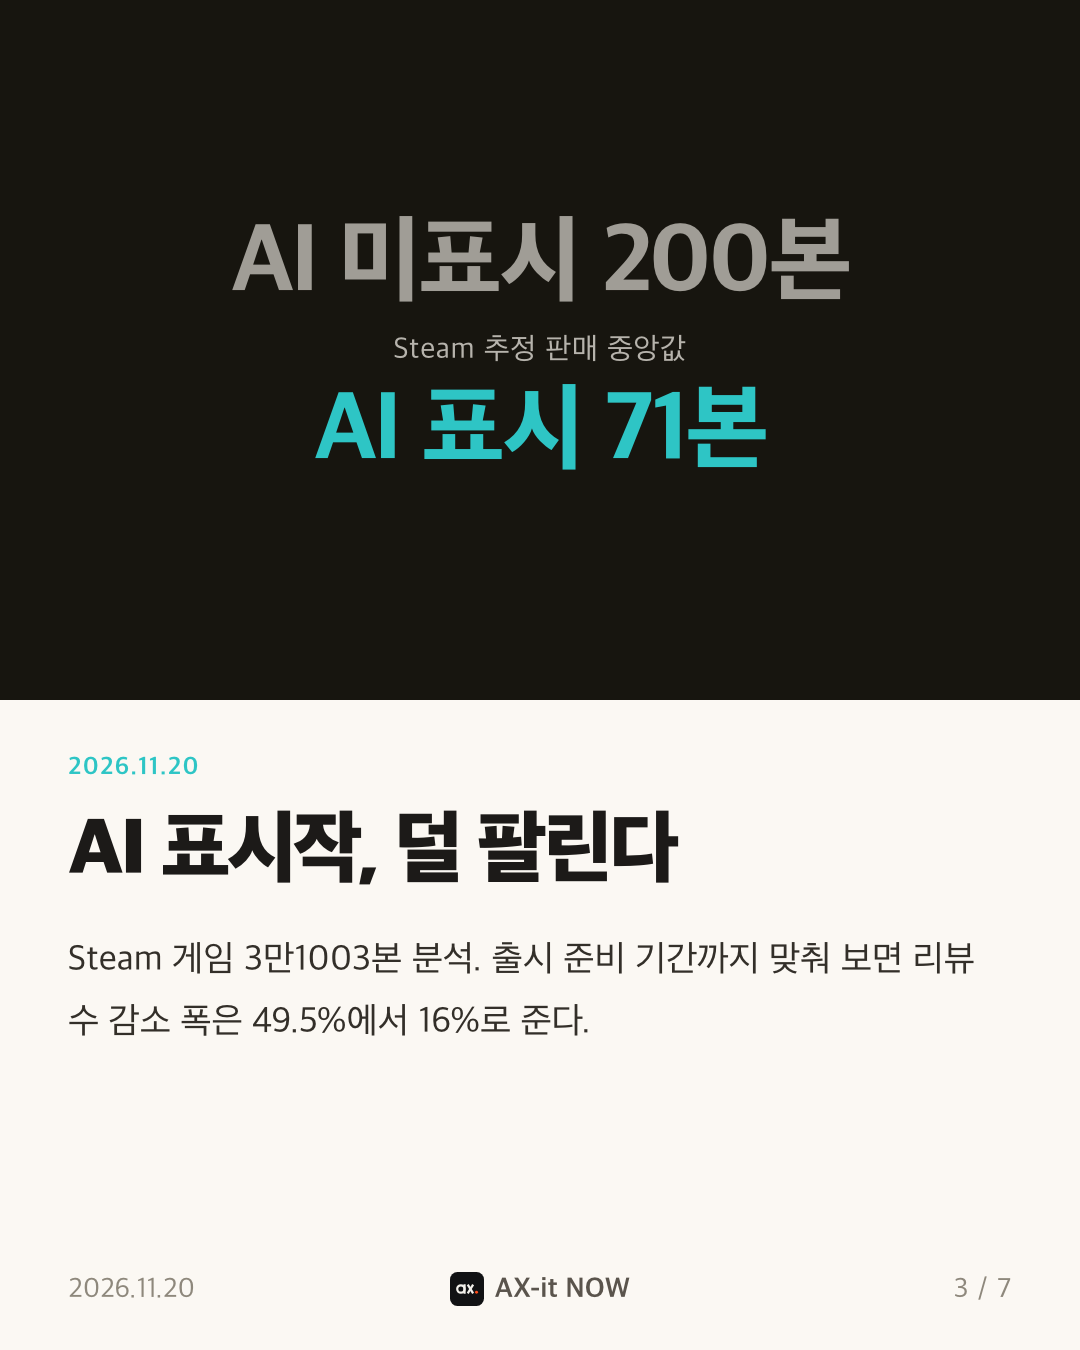 AI 미표시 200본
Steam 추정 판매 중앙값
AI 표시 71본
2026.11.20
AI 표시작, 덜 팔린다
Steam 게임 3만1003본 분석. 출시 준비 기간까지 맞춰 보면 리뷰
수 감소 폭은 49.5%에서 16%로 준다.
2026.11.20
ax. AX-it NOW
3 / 7